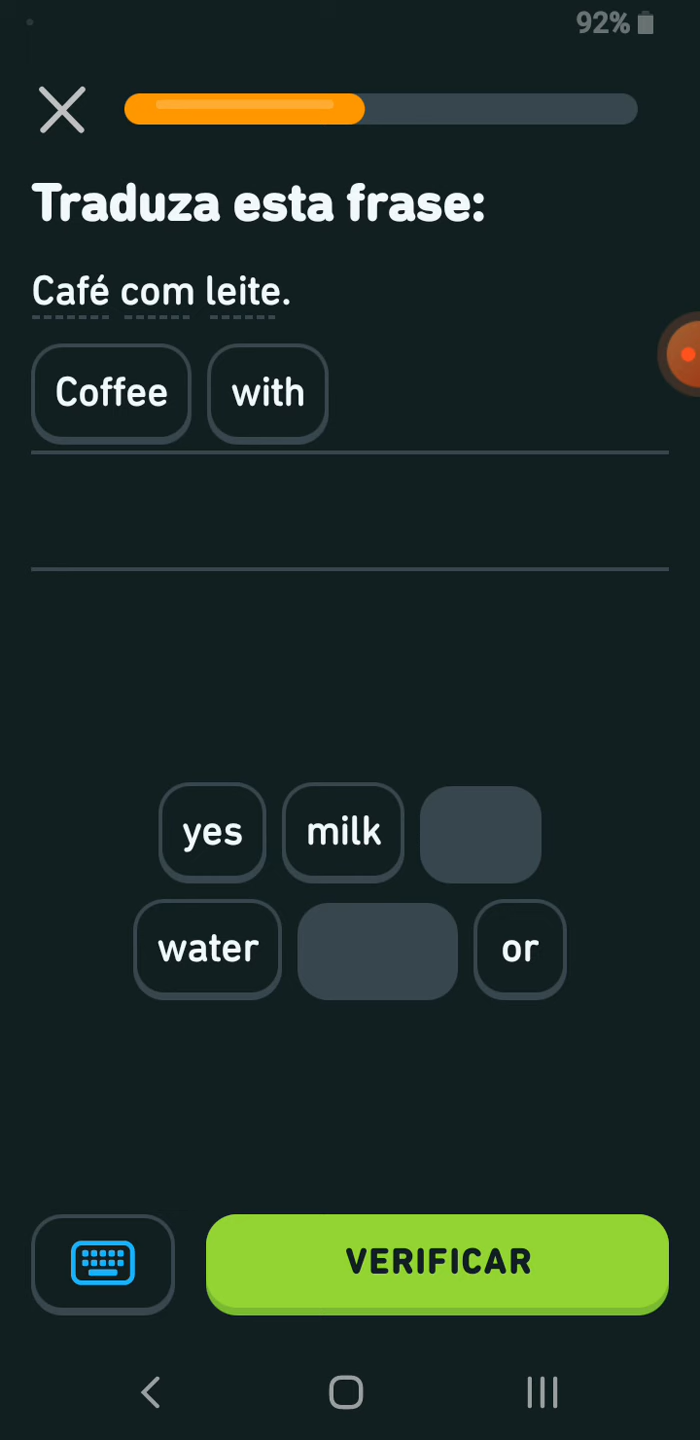 92%
Traduza esta frase:
Café com leite.
Coffee with
yes milk
water or
VERIFICAR